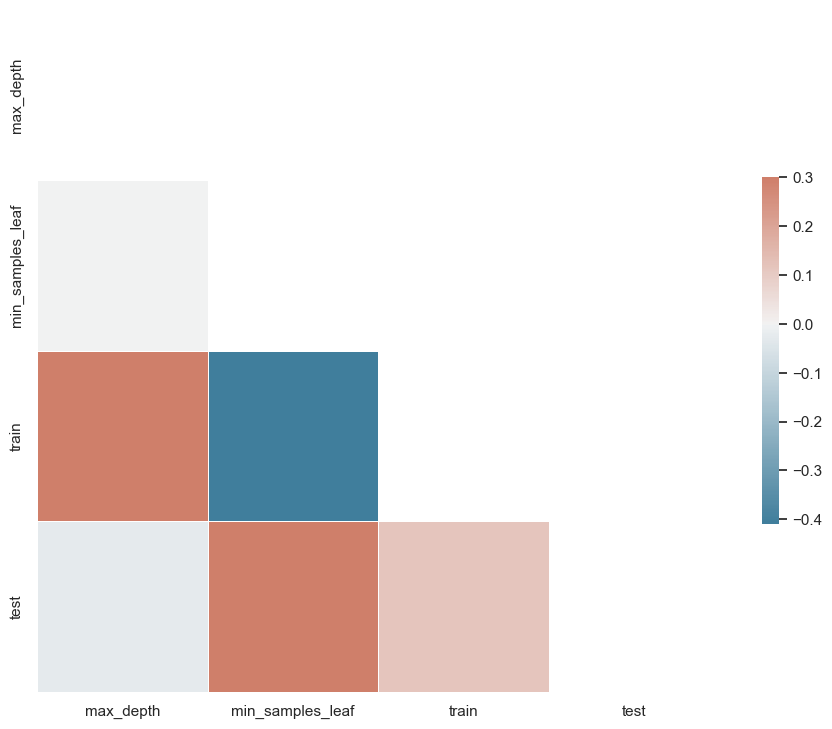 max_depth
min_samples_leaf
train
test
max_depth
min_samples_leaf
train
test
0.3
0.2
0.1
0.0
−0.1
−0.2
−0.3
−0.4